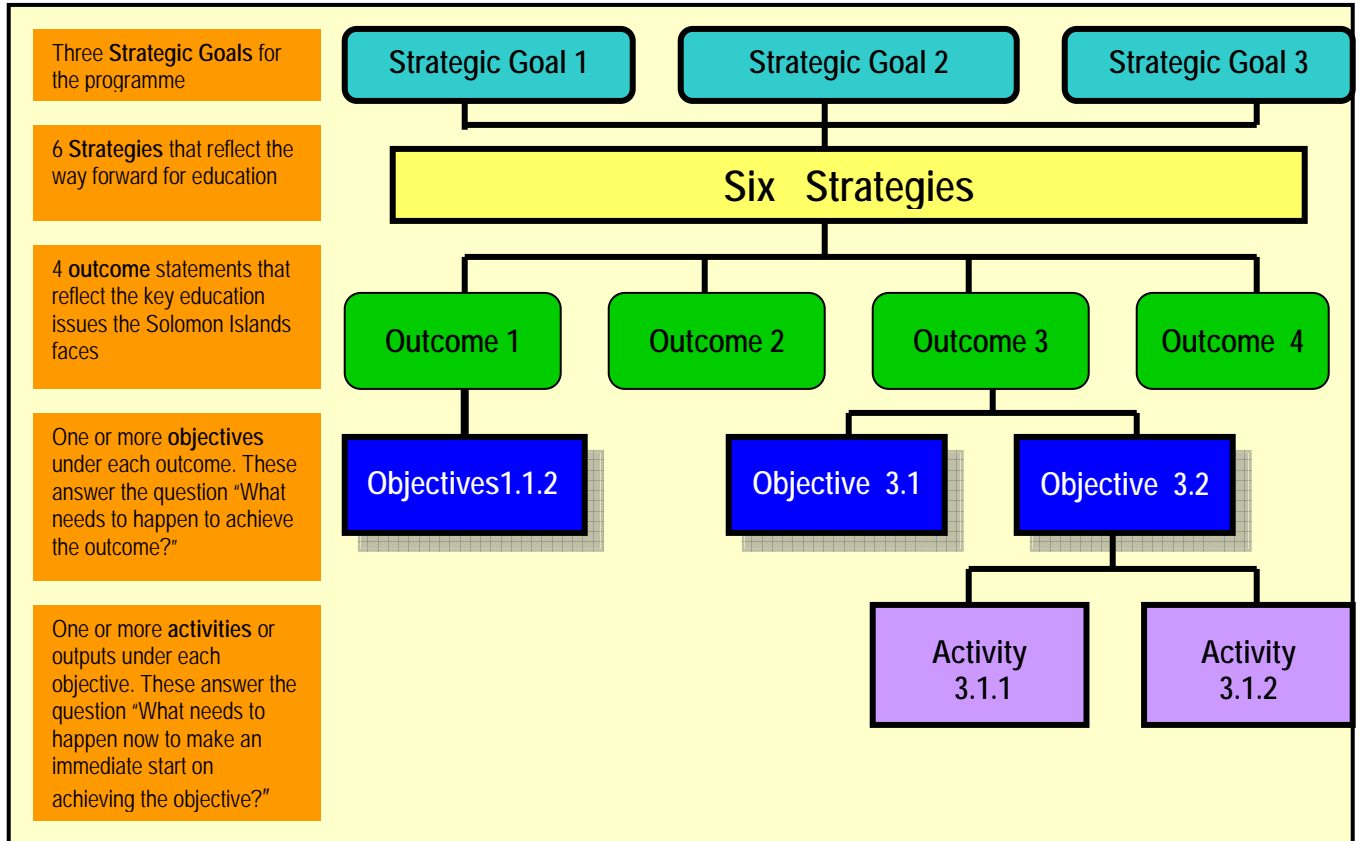 Three Strategic Goals for
the programme
Strategic Goal 1
Strategic Goal 2
Strategic Goal 3
6 Strategies that reflect the
way forward for education
Six Strategies
4 outcome statements that
reflect the key education
issues the Solomon Islands
faces
Outcome 1
Outcome 2
Outcome 3
Outcome 4
One or more objectives
under each outcome. These
answer the question “What
needs to happen to achieve
the outcome?”
Objectives1.1.2
Objective 3.1
Objective 3.2
One or more activities or
outputs under each
objective. These answer the
question “What needs to
happen now to make an
immediate start on
achieving the objective?”
Activity
3.1.1
Activity
3.1.2